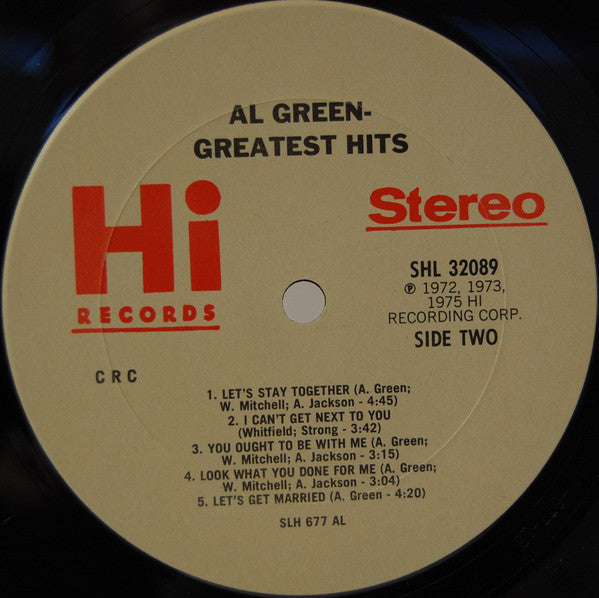 AL GREEN-
GREATEST HITS
Hi
RECORDS
Stereo
SHL 32089
℗ 1972, 1973,
1975 HI
RECORDING CORP.
SIDE TWO
C R C
1. LET'S STAY TOGETHER (A. Green;
W. Mitchell; A. Jackson - 4:45)
2. I CAN'T GET NEXT TO YOU
(Whitfield; Strong - 3:42)
3. YOU OUGHT TO BE WITH ME (A. Green;
W. Mitchell; A. Jackson - 3:15)
4. LOOK WHAT YOU DONE FOR ME (A. Green;
W. Mitchell; A. Jackson - 3:04)
5. LET'S GET MARRIED (A. Green - 4:20)
SLH 677 AL